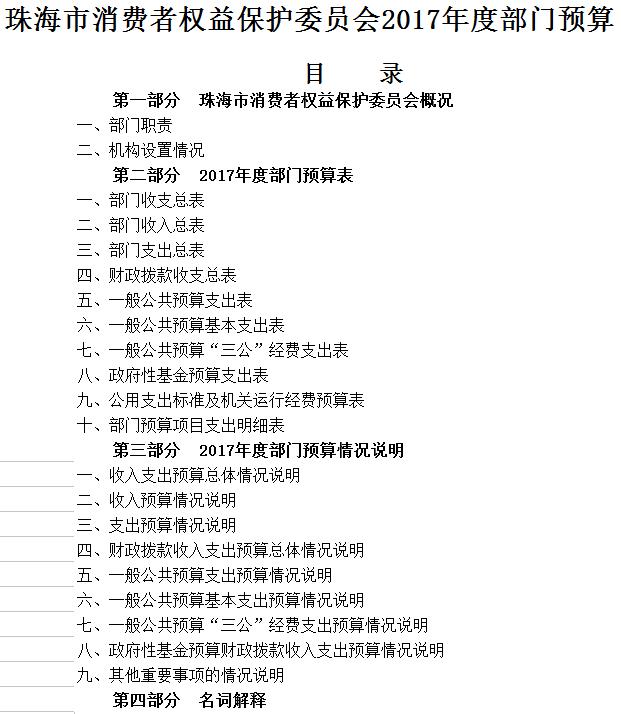 珠海市消费者权益保护委员会2017年度部门预算
目 录
第一部分 珠海市消费者权益保护委员会概况
一、部门职责
二、机构设置情况
第二部分 2017年度部门预算表
一、部门收支总表
二、部门收入总表
三、部门支出总表
四、财政拨款收支总表
五、一般公共预算支出表
六、一般公共预算基本支出表
七、一般公共预算“三公”经费支出表
八、政府性基金预算支出表
九、公用支出标准及机关运行经费预算表
十、部门预算项目支出明细表
第三部分 2017年度部门预算情况说明
一、收入支出预算总体情况说明
二、收入预算情况说明
三、支出预算情况说明
四、财政拨款收入支出预算总体情况说明
五、一般公共预算支出预算情况说明
六、一般公共预算基本支出预算情况说明
七、一般公共预算“三公”经费支出预算情况说明
八、政府性基金预算财政拨款收入支出预算情况说明
九、其他重要事项的情况说明
第四部分 名词解释